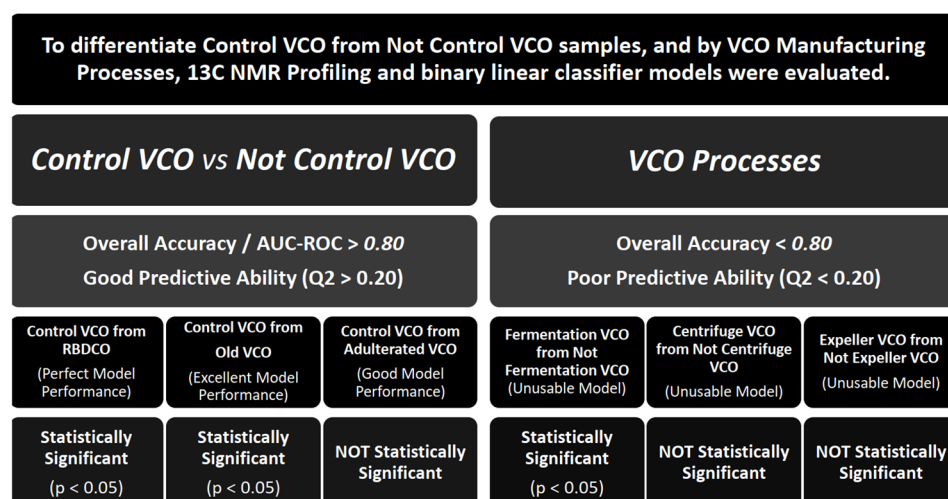 To differentiate Control VCO from Not Control VCO samples, and by VCO Manufacturing
Processes, 13C NMR Profiling and binary linear classifier models were evaluated.
Control VCO vs Not Control VCO
VCO Processes
Overall Accuracy / AUC-ROC > 0.80
Good Predictive Ability (Q2 > 0.20)
Overall Accuracy < 0.80
Poor Predictive Ability (Q2 < 0.20)
Control VCO from
RBDCO
(Perfect Model
Performance)
Control VCO from
Old VCO
(Excellent Model
Performance)
Control VCO from
Adulterated VCO
(Good Model
Performance)
Fermentation VCO
from Not
Fermentation VCO
(Unusable Model)
Centrifuge VCO
from Not Centrifuge
VCO
(Unusable Model)
Expeller VCO from
Not Expeller VCO
(Unusable Model)
Statistically
Significant
(p < 0.05)
Statistically
Significant
(p < 0.05)
NOT Statistically
Significant
Statistically
Significant
(p < 0.05)
NOT Statistically
Significant
NOT Statistically
Significant